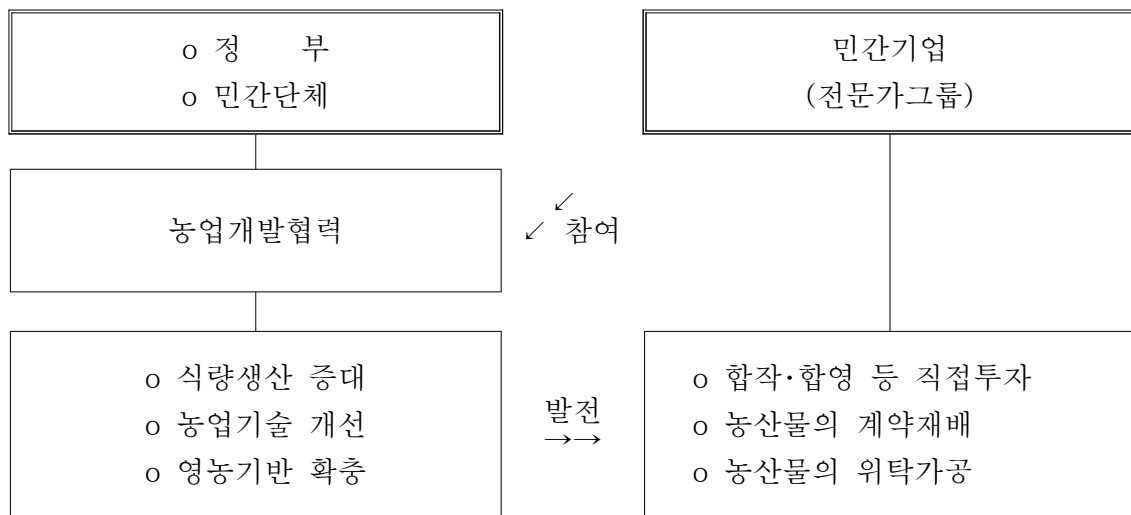 o 정 부
o 민간단체
민간기업
(전문가그룹)
농업개발협력
↙
↙ 참여
o 식량생산 증대
o 농업기술 개선
o 영농기반 확충
발전
→→
o 합작·합영 등 직접투자
o 농산물의 계약재배
o 농산물의 위탁가공